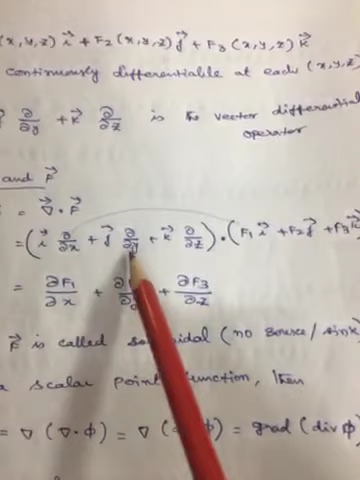 (x,y,z) i⃗ + F₂(x,y,z) j⃗ + F₃(x,y,z) k⃗
continuously differentiable at each (x,y,z)
∂/∂y + k⃗ ∂/∂z is the vector differential
operator
and F⃗
= ∇⃗ · F⃗
= (i⃗ ∂/∂x + j⃗ ∂/∂y + k⃗ ∂/∂z) · (F₁ i⃗ + F₂ j⃗ + F₃ k⃗
= ∂F₁/∂x + + ∂F₃/∂z
F⃗ is called (no source/sink)
a scalar point function, then
= ∇ (∇·ϕ) = ∇ ( ϕ) = grad (div ϕ